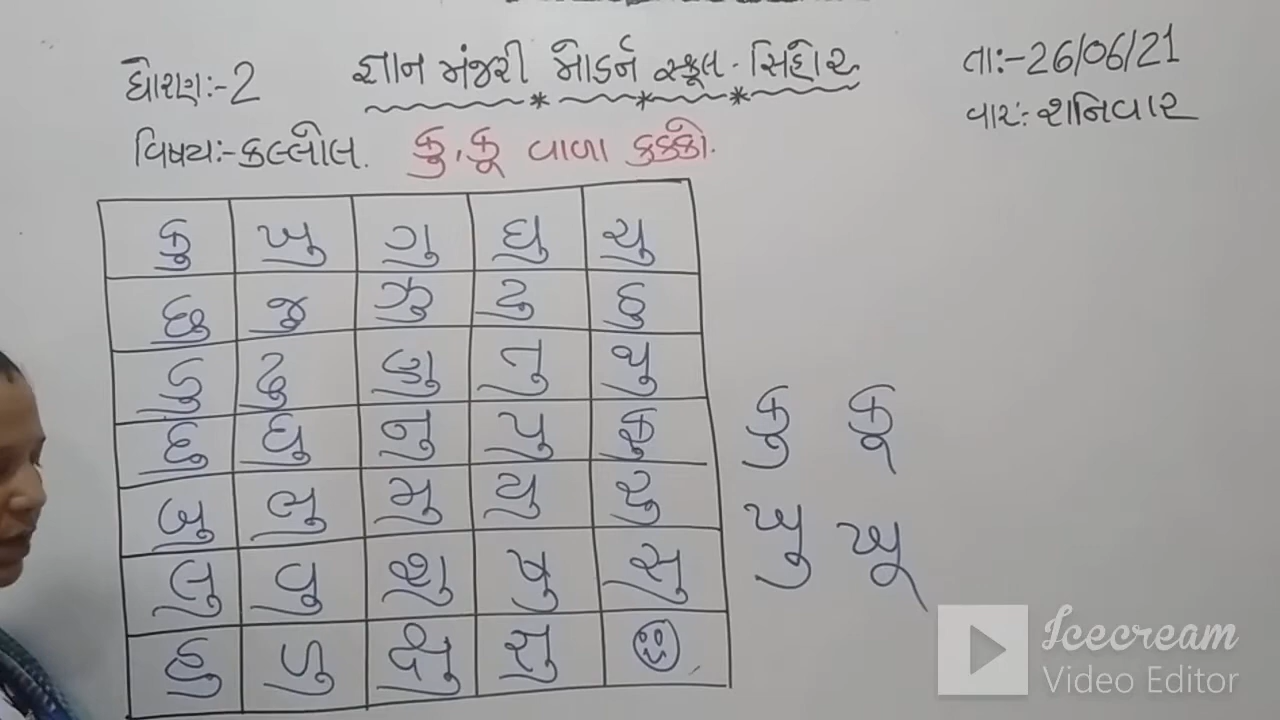 ધોરણ:-2 જ્ઞાન મંજરી મોડર્ન સ્કૂલ - સિહોર તા:-26/06/21
વાર:- શનિવાર
વિષય:- કલ્લોલ. કુ, કૂ વાળા કક્કો.
કુ ખુ ગુ ઘુ ચુ
છુ જુ ઝુ ટુ ઠુ
ડુ ઢુ ણુ તુ થુ
દુ ધુ નુ પુ ફુ
બુ ભુ મુ યુ રુ
લુ વુ શુ ષુ સુ
હુ ળુ ક્ષુ જ્ઞુ
કુ કૂ
ખુ ખૂ
Icecream
Video Editor